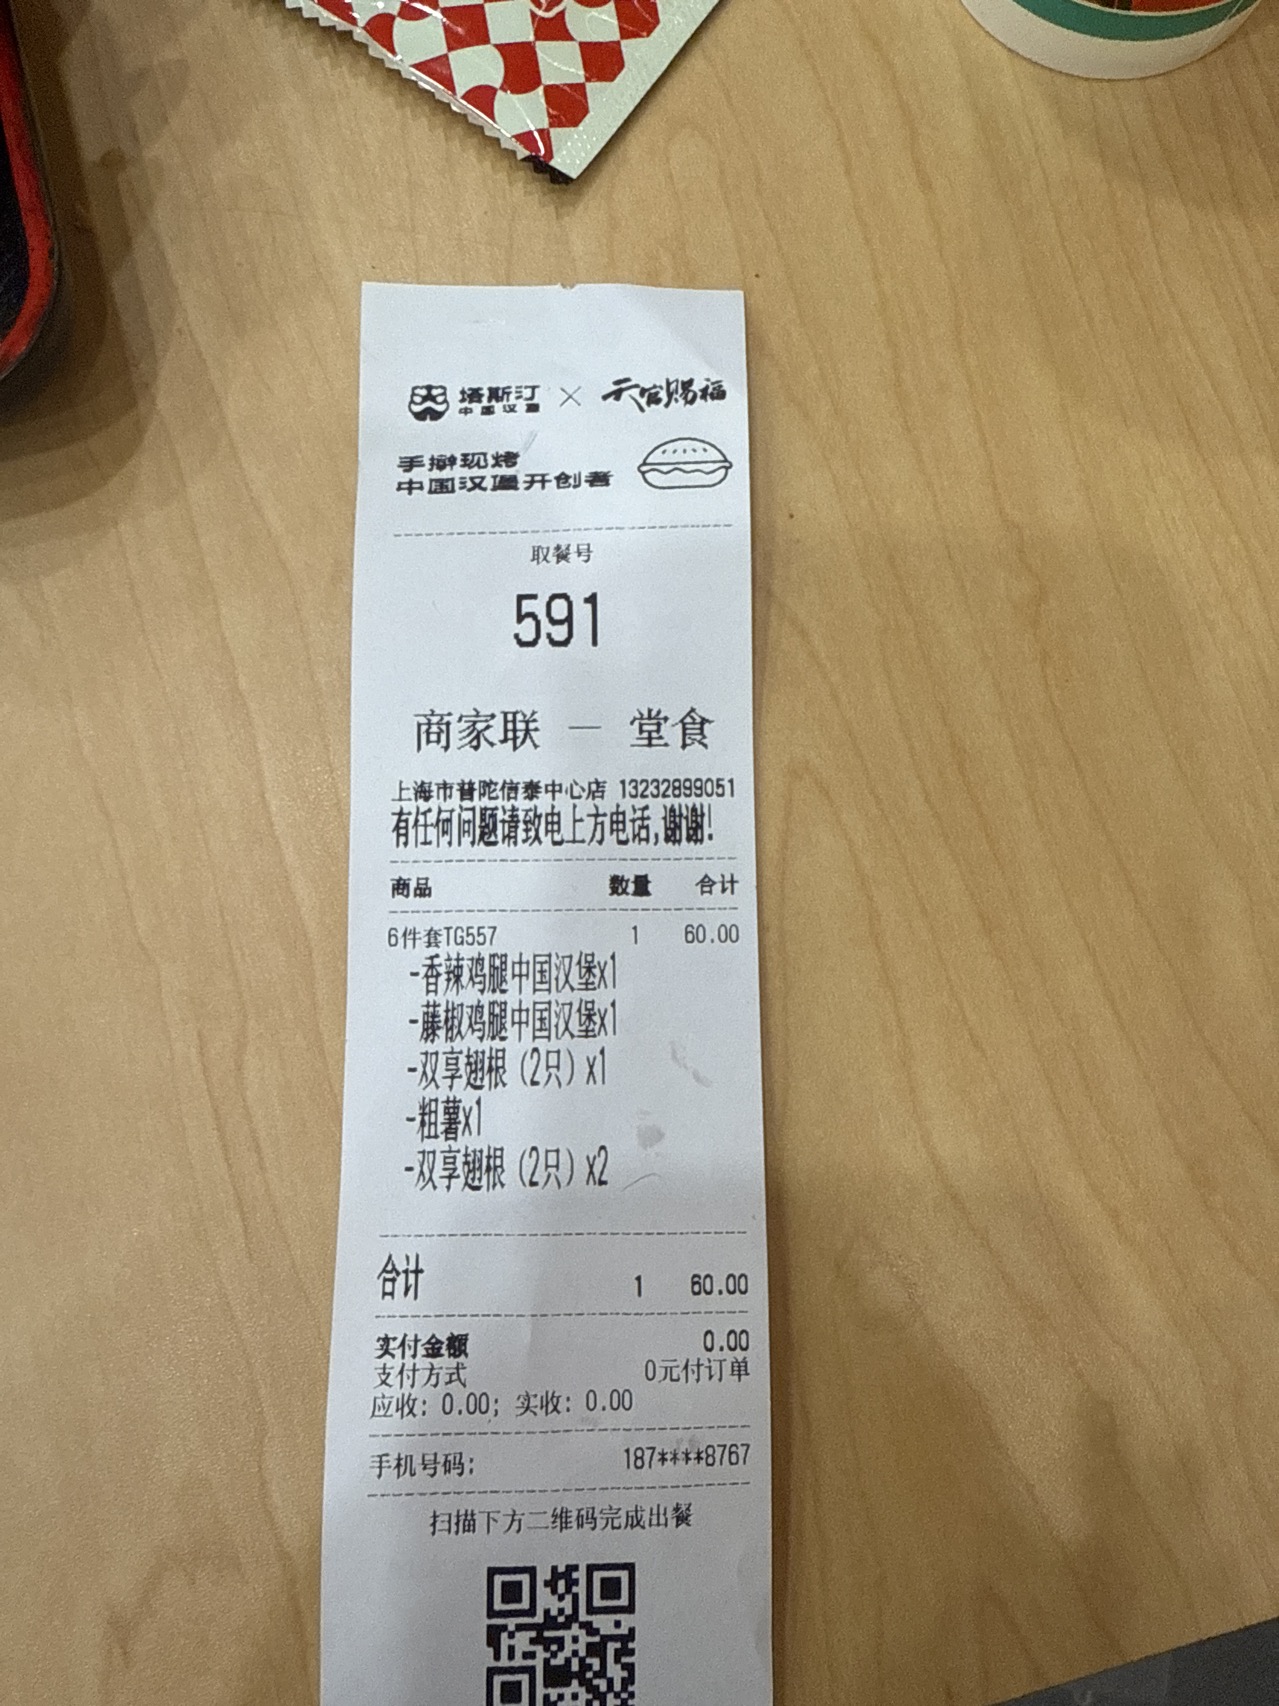 塔斯汀 × 天官赐福
中国汉堡
手擀现烤
中国汉堡开创者
取餐号
591
商家联 — 堂食
上海市普陀信泰中心店 13232899051
有任何问题请致电上方电话,谢谢!
商品 数量 合计
6件套TG557 1 60.00
-香辣鸡腿中国汉堡x1
-藤椒鸡腿中国汉堡x1
-双享翅根（2只）x1
-粗薯x1
-双享翅根（2只）x2
合计 1 60.00
实付金额 0.00
支付方式 0元付订单
应收: 0.00; 实收: 0.00
手机号码: 187****8767
扫描下方二维码完成出餐